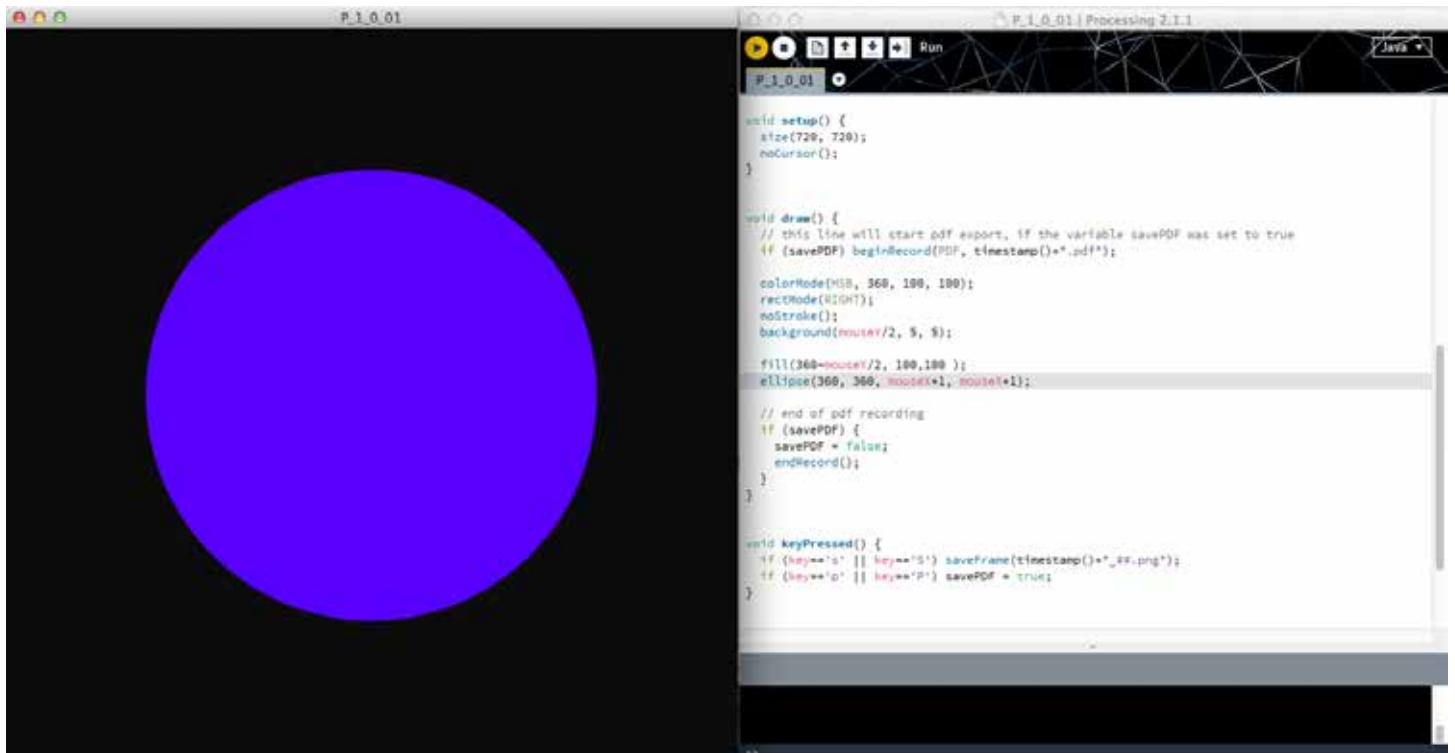 P_1_0_01
P_1_0_01 | Processing 2.1.1
Run
Java
P_1_0_01
void setup() {
size(720, 720);
noCursor();
}
void draw() {
// this line will start pdf export, if the variable savePDF was set to true
if (savePDF) beginRecord(PDF, timestamp()+".pdf");
colorMode(HSB, 360, 100, 100);
rectMode(RIGHT);
noStroke();
background(mouseY/2, 5, 5);
fill(360-mouseY/2, 100,100 );
ellipse(360, 360, mouseX+1, mouseX+1);
// end of pdf recording
if (savePDF) {
savePDF = false;
endRecord();
}
}
void keyPressed() {
if (key=='s' || key=='S') saveFrame(timestamp()+"_##.png");
if (key=='p' || key=='P') savePDF = true;
}